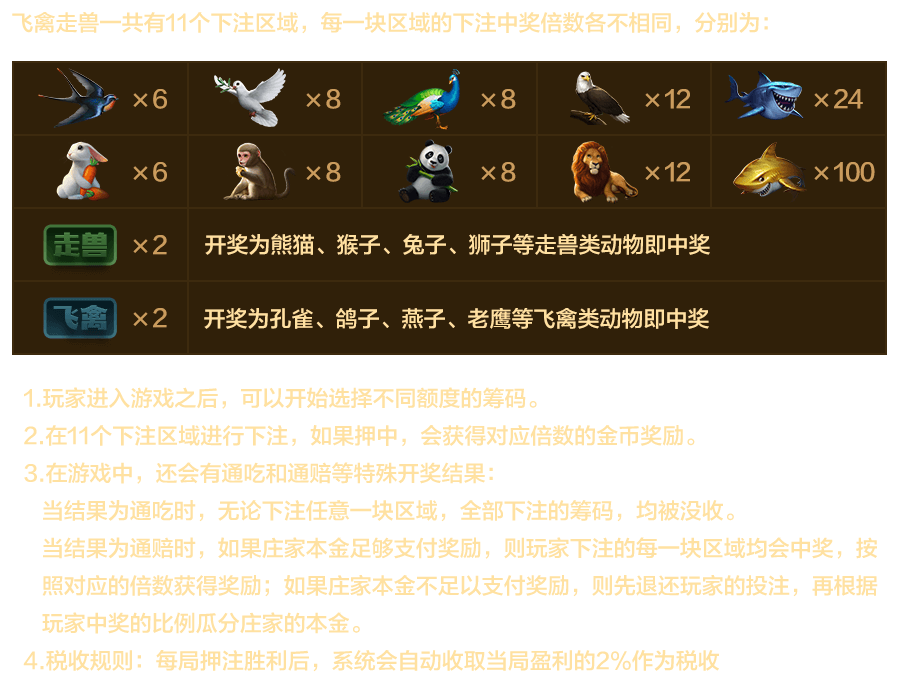 飞禽走兽一共有11个下注区域，每一块区域的下注中奖倍数各不相同，分别为：
×6 ×8 ×8 ×12 ×24
×6 ×8 ×8 ×12 ×100
走兽 ×2 开奖为熊猫、猴子、兔子、狮子等走兽类动物即中奖
飞禽 ×2 开奖为孔雀、鸽子、燕子、老鹰等飞禽类动物即中奖
1.玩家进入游戏之后，可以开始选择不同额度的筹码。
2.在11个下注区域进行下注，如果押中，会获得对应倍数的金币奖励。
3.在游戏中，还会有通吃和通赔等特殊开奖结果：
当结果为通吃时，无论下注任意一块区域，全部下注的筹码，均被没收。
当结果为通赔时，如果庄家本金足够支付奖励，则玩家下注的每一块区域均会中奖，按
照对应的倍数获得奖励；如果庄家本金不足以支付奖励，则先退还玩家的投注，再根据
玩家中奖的比例瓜分庄家的本金。
4.税收规则：每局押注胜利后，系统会自动收取当局盈利的2%作为税收